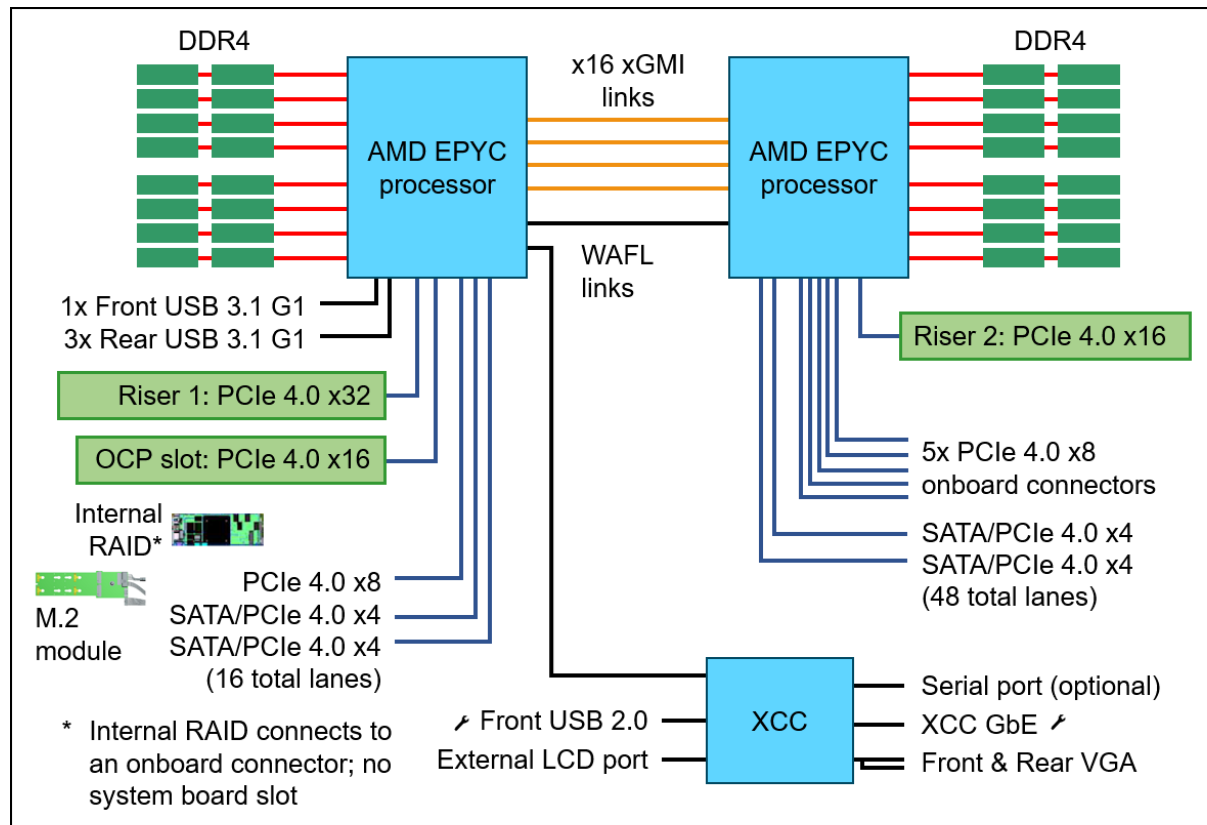 DDR4
x16 xGMI
links
DDR4
AMD EPYC
processor
AMD EPYC
processor
WAFL
links
1x Front USB 3.1 G1
3x Rear USB 3.1 G1
Riser 1: PCIe 4.0 x32
OCP slot: PCIe 4.0 x16
Internal
RAID*
M.2
module
PCIe 4.0 x8
SATA/PCIe 4.0 x4
SATA/PCIe 4.0 x4
(16 total lanes)
* Internal RAID connects to
an onboard connector; no
system board slot
Riser 2: PCIe 4.0 x16
5x PCIe 4.0 x8
onboard connectors
SATA/PCIe 4.0 x4
SATA/PCIe 4.0 x4
(48 total lanes)
Front USB 2.0
External LCD port
XCC
Serial port (optional)
XCC GbE
Front & Rear VGA